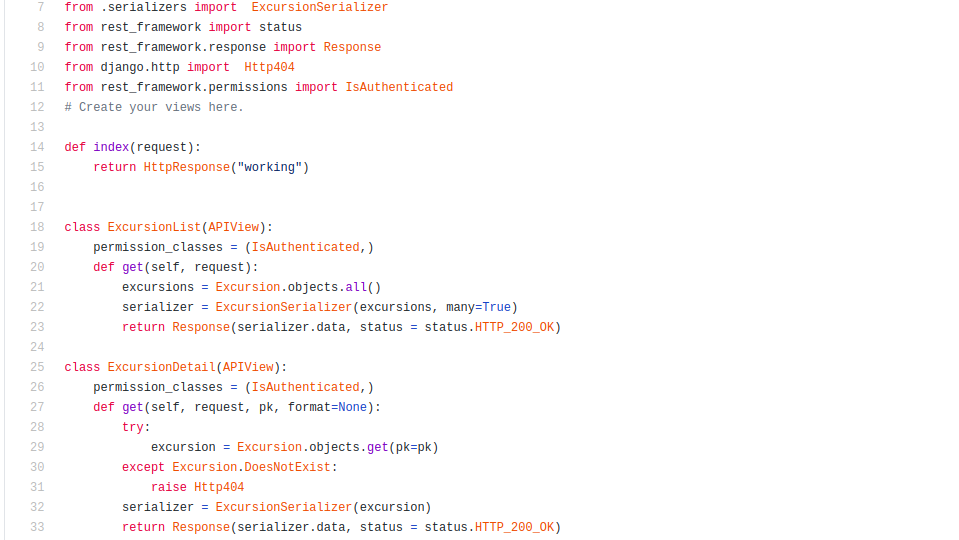 7 from .serializers import  ExcursionSerializer
8 from rest_framework import status
9 from rest_framework.response import Response
10 from django.http import  Http404
11 from rest_framework.permissions import IsAuthenticated
12 # Create your views here.
13
14 def index(request):
15     return HttpResponse("working")
16
17
18 class ExcursionList(APIView):
19     permission_classes = (IsAuthenticated,)
20     def get(self, request):
21         excursions = Excursion.objects.all()
22         serializer = ExcursionSerializer(excursions, many=True)
23         return Response(serializer.data, status = status.HTTP_200_OK)
24
25 class ExcursionDetail(APIView):
26     permission_classes = (IsAuthenticated,)
27     def get(self, request, pk, format=None):
28         try:
29             excursion = Excursion.objects.get(pk=pk)
30         except Excursion.DoesNotExist:
31             raise Http404
32         serializer = ExcursionSerializer(excursion)
33         return Response(serializer.data, status = status.HTTP_200_OK)